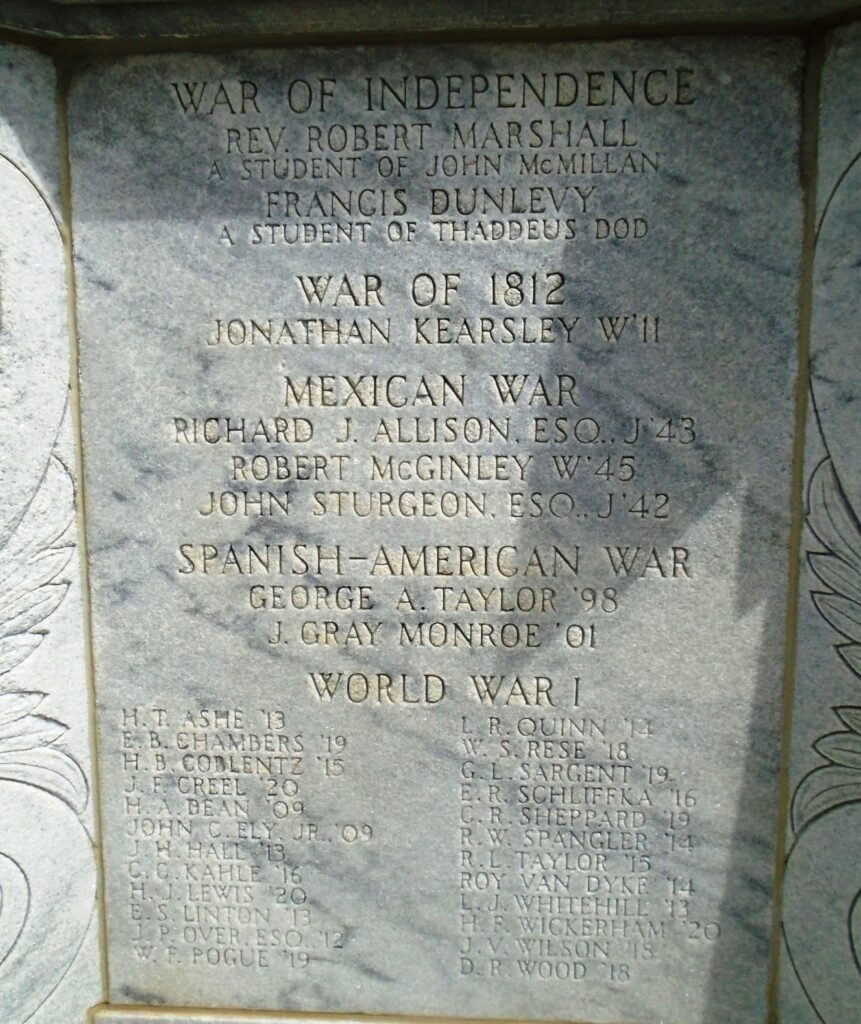 WAR OF INDEPENDENCE
REV. ROBERT MARSHALL
A STUDENT OF JOHN McMILLAN
FRANCIS DUNLEVY
A STUDENT OF THADDEUS DOD
WAR OF 1812
JONATHAN KEARSLEY W'11
MEXICAN WAR
RICHARD J. ALLISON, ESQ., J'43
ROBERT McGINLEY W'45
JOHN STURGEON, ESQ., J'42
SPANISH-AMERICAN WAR
GEORGE A. TAYLOR '98
J. GRAY MONROE '01
WORLD WAR I
H. T. ASHE '13
E. B. CHAMBERS '19
H. B. COBLENTZ '15
J. F. CREEL '20
H. A. DEAN '09
JOHN C. ELY, JR., '09
J. H. HALL '13
C. C. KAHLE '16
H. J. LEWIS '20
E. S. LINTON '13
J. P. OVER, ESQ., '12
W. P. POGUE '19
L. R. QUINN '14
W. S. RESE '18
G. L. SARGENT '19
E. R. SCHLIFFKA '16
C. R. SHEPPARD '19
R. W. SPANGLER '14
R. L. TAYLOR '15
ROY VAN DYKE '14
L. J. WHITEHILL '13
H. F. WICKERHAM '20
J. V. WILSON '18
D. R. WOOD '18